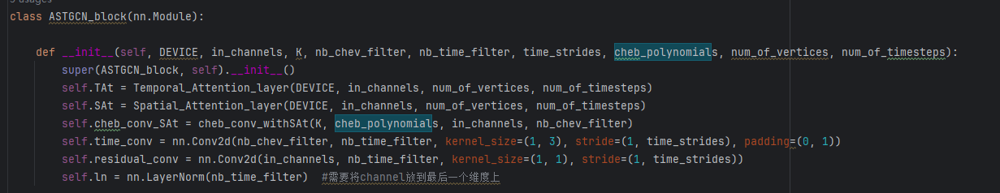 class ASTGCN_block(nn.Module):
def __init__(self, DEVICE, in_channels, K, nb_chev_filter, nb_time_filter, time_strides, cheb_polynomials, num_of_vertices, num_of_timesteps):
super(ASTGCN_block, self).__init__()
self.TAt = Temporal_Attention_layer(DEVICE, in_channels, num_of_vertices, num_of_timesteps)
self.SAt = Spatial_Attention_layer(DEVICE, in_channels, num_of_vertices, num_of_timesteps)
self.cheb_conv_SAt = cheb_conv_withSAt(K, cheb_polynomials, in_channels, nb_chev_filter)
self.time_conv = nn.Conv2d(nb_chev_filter, nb_time_filter, kernel_size=(1, 3), stride=(1, time_strides), padding=(0, 1))
self.residual_conv = nn.Conv2d(in_channels, nb_time_filter, kernel_size=(1, 1), stride=(1, time_strides))
self.ln = nn.LayerNorm(nb_time_filter)  #需要将channel放到最后一个维度上